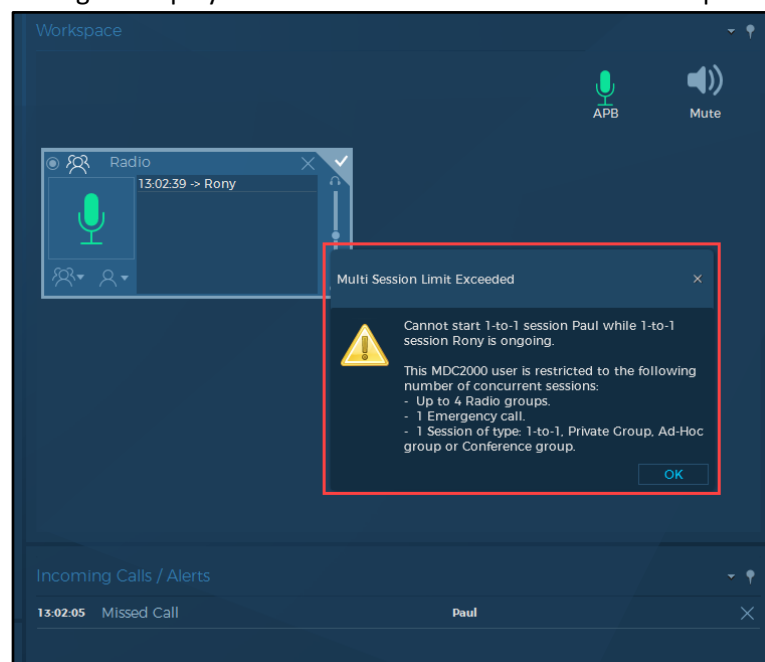 Workspace
APB
Mute
Radio
13:02:39 -> Rony
Multi Session Limit Exceeded
Cannot start 1-to-1 session Paul while 1-to-1
session Rony is ongoing.
This MDC2000 user is restricted to the following
number of concurrent sessions:
- Up to 4 Radio groups.
- 1 Emergency call.
- 1 Session of type: 1-to-1, Private Group, Ad-Hoc
group or Conference group.
OK
Incoming Calls / Alerts
13:02:05 Missed Call Paul